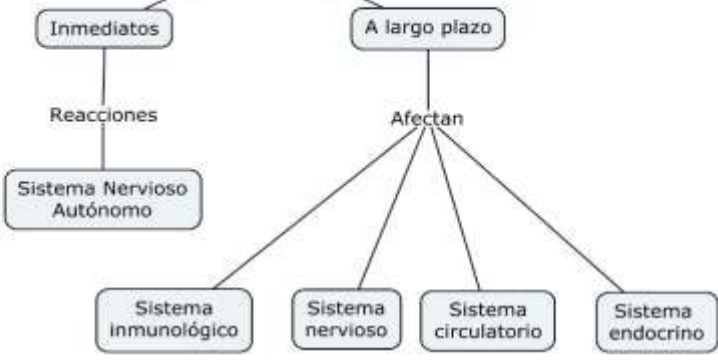 Inmediatos
A largo plazo
Reacciones
Afectan
Sistema Nervioso
Autónomo
Sistema
inmunológico
Sistema
nervioso
Sistema
circulatorio
Sistema
endocrino